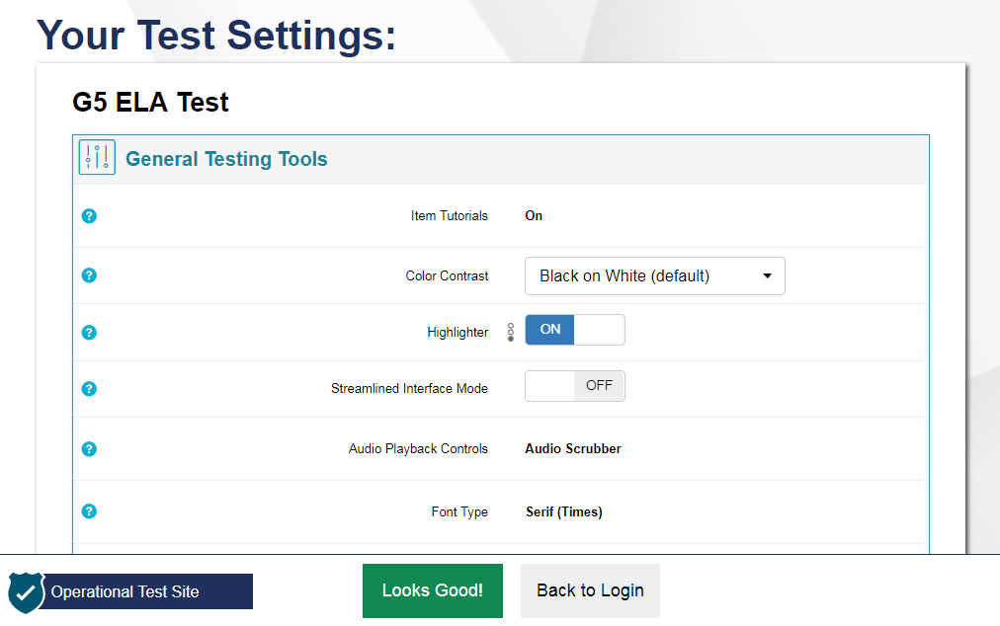 Your Test Settings:
G5 ELA Test
General Testing Tools
? Item Tutorials On
? Color Contrast Black on White (default)
? Highlighter ON
? Streamlined Interface Mode OFF
? Audio Playback Controls Audio Scrubber
? Font Type Serif (Times)
Operational Test Site Looks Good! Back to Login